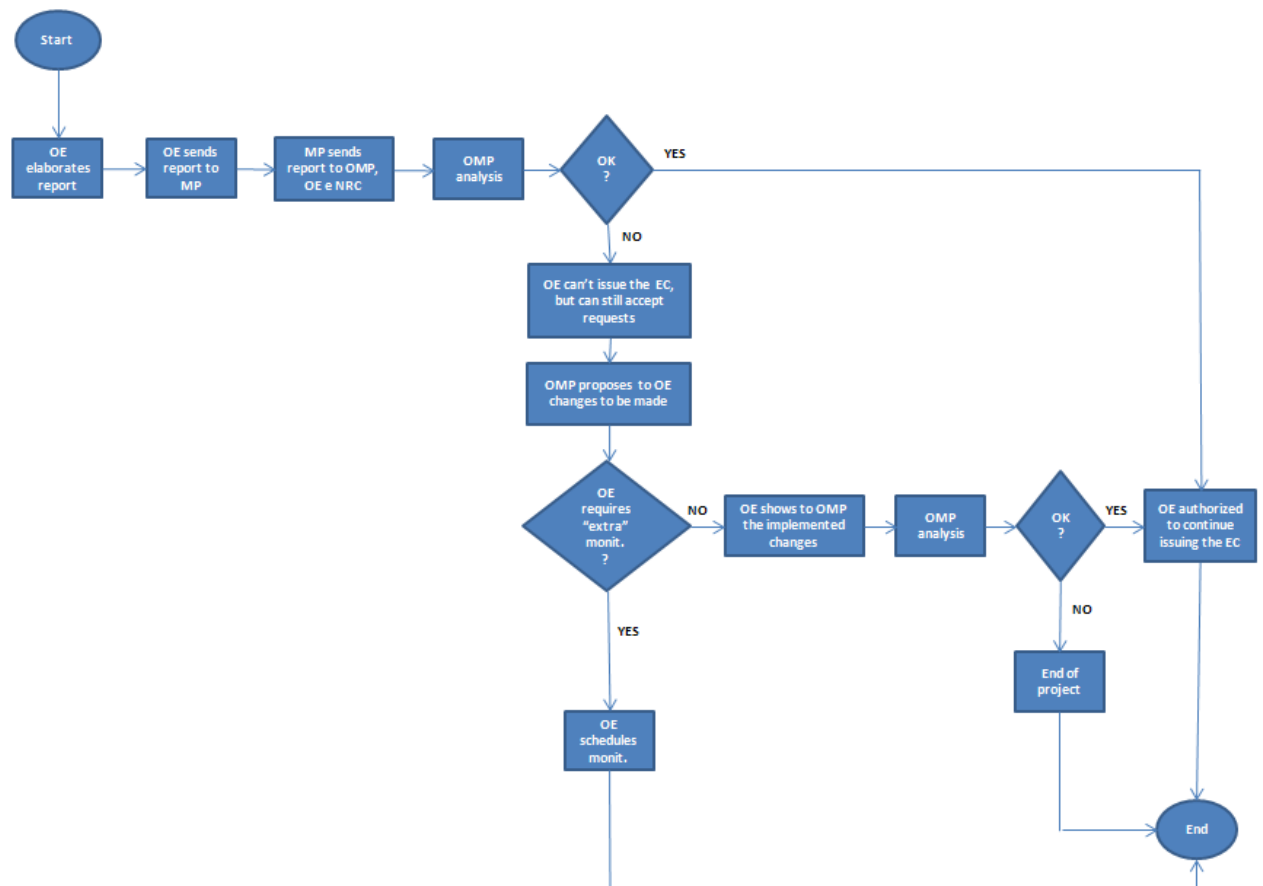 Start
OE
elaborates
report
OE sends
report to
MP
MP sends
report to OMP,
OE e NRC
OMP
analysis
OK
?
YES
NO
OE can't issue the EC,
but can still accept
requests
OMP proposes to OE
changes to be made
OE
requires
"extra"
monit.
?
NO
OE shows to OMP
the implemented
changes
OMP
analysis
OK
?
YES
OE authorized
to continue
issuing the EC
YES
NO
End of
project
OE
schedules
monit.
End